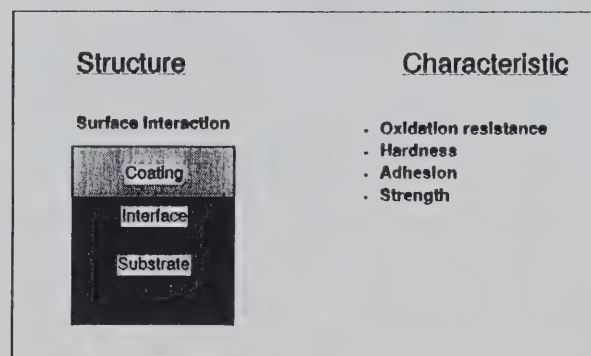 Structure
Characteristic
Surface Interaction
Coating
Interface
Substrate
• Oxidation resistance
• Hardness
• Adhesion
• Strength